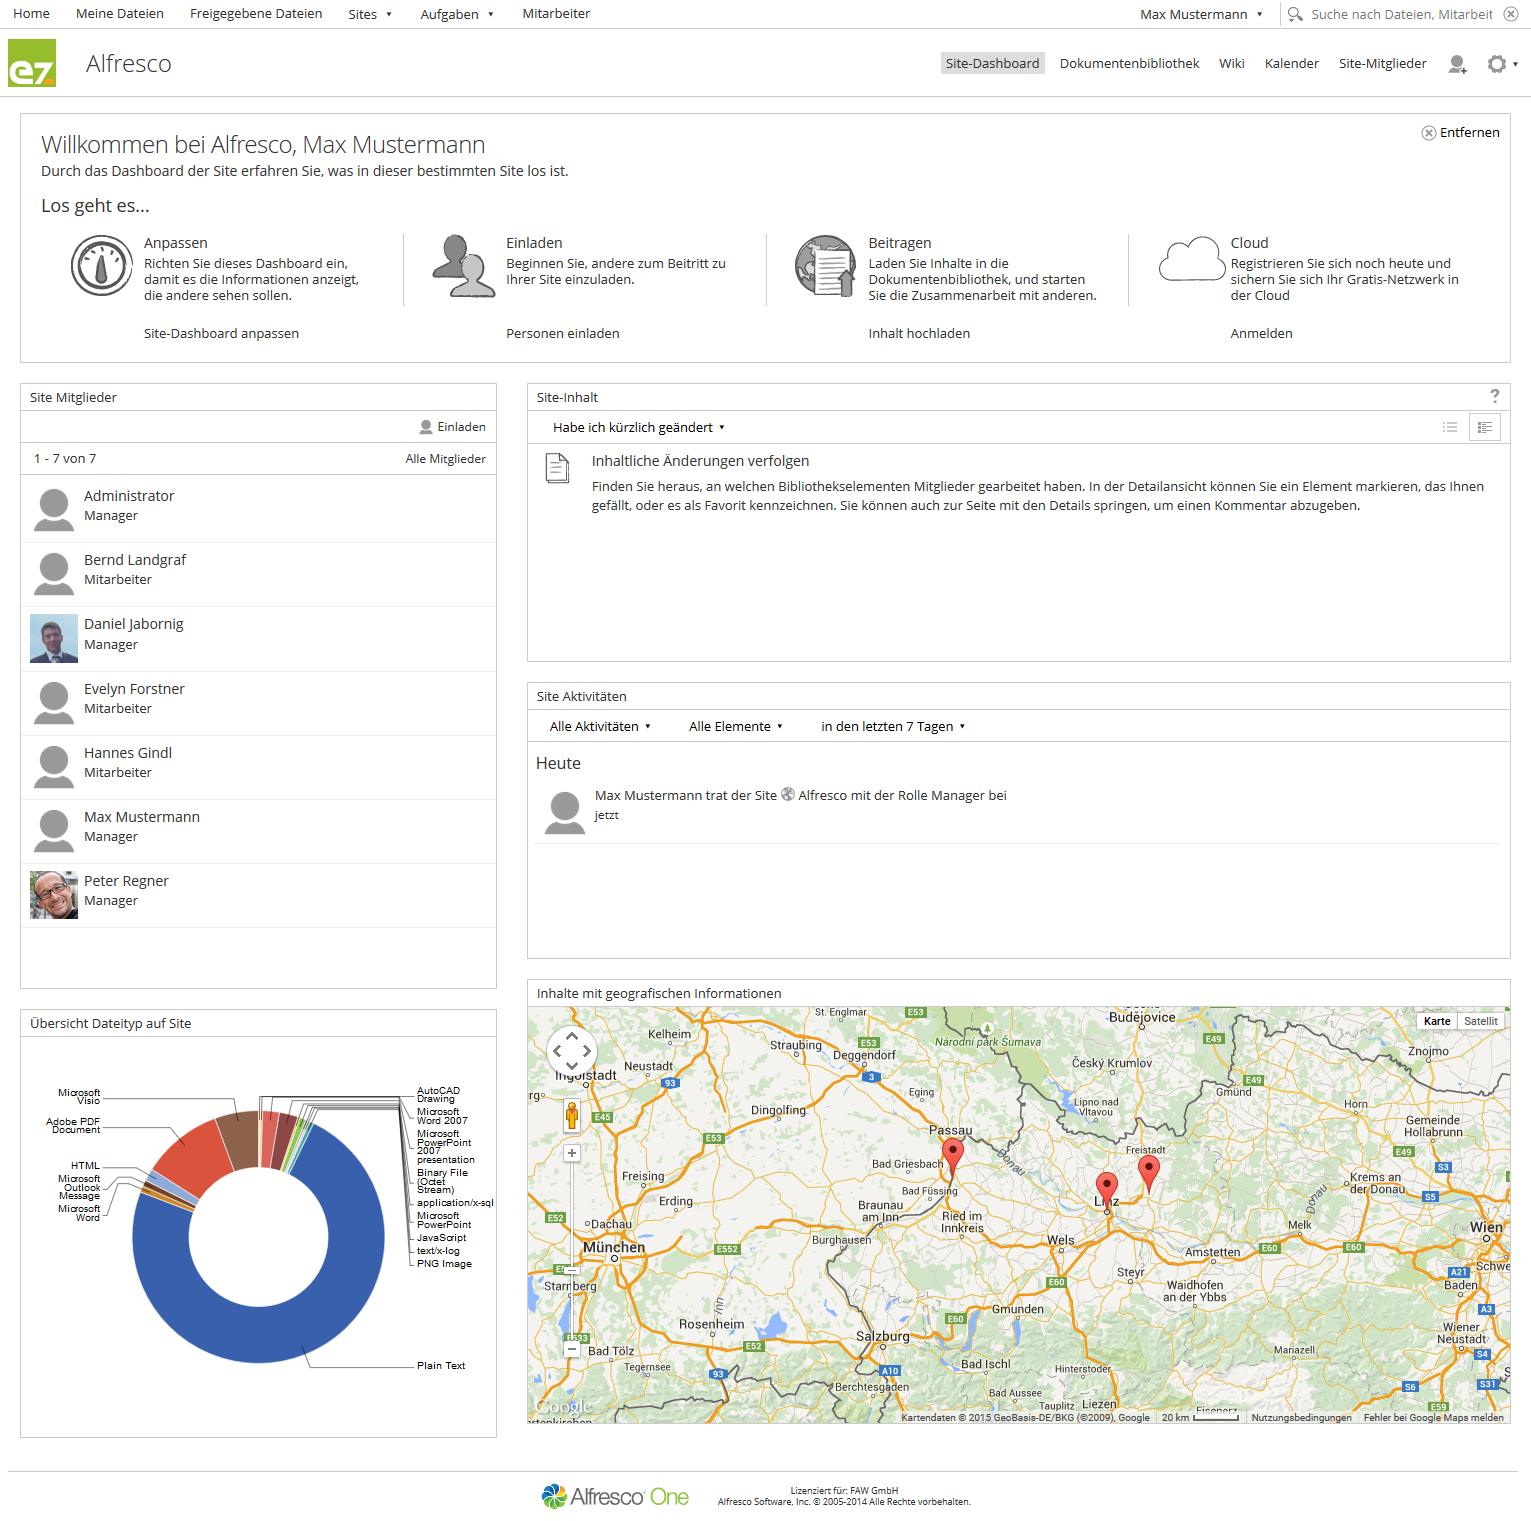 Home
Meine Dateien
Freigegebene Dateien
Sites
Aufgaben
Mitarbeiter
Max Mustermann
Suche nach Dateien, Mitarbeit
ez
Alfresco
Site-Dashboard
Dokumentenbibliothek
Wiki
Kalender
Site-Mitglieder
Willkommen bei Alfresco, Max Mustermann
Entfernen
Durch das Dashboard der Site erfahren Sie, was in dieser bestimmten Site los ist.
Los geht es...
Anpassen
Richten Sie dieses Dashboard ein,
damit es die Informationen anzeigt,
die andere sehen sollen.
Site-Dashboard anpassen
Einladen
Beginnen Sie, andere zum Beitritt zu
Ihrer Site einzuladen.
Personen einladen
Beitragen
Laden Sie Inhalte in die
Dokumentenbibliothek, und starten
Sie die Zusammenarbeit mit anderen.
Inhalt hochladen
Cloud
Registrieren Sie sich noch heute und
sichern Sie sich Ihr Gratis-Netzwerk in
der Cloud
Anmelden
Site Mitglieder
Einladen
1 - 7 von 7
Alle Mitglieder
Administrator
Manager
Bernd Landgraf
Mitarbeiter
Daniel Jabornig
Manager
Evelyn Forstner
Mitarbeiter
Hannes Gindl
Mitarbeiter
Max Mustermann
Manager
Peter Regner
Manager
Übersicht Dateityp auf Site
Microsoft
Visio
Adobe PDF
Document
HTML
Microsoft
Outlook
Message
Microsoft
Word
AutoCAD
Drawing
Microsoft
Word 2007
Microsoft
PowerPoint
2007
presentation
Binary File
(Octet
Stream)
application/x-sql
Microsoft
PowerPoint
JavaScript
text/x-log
PNG Image
Plain Text
Site-Inhalt
?
Habe ich kürzlich geändert
Inhaltliche Änderungen verfolgen
Finden Sie heraus, an welchen Bibliothekselementen Mitglieder gearbeitet haben. In der Detailansicht können Sie ein Element markieren, das Ihnen
gefällt, oder es als Favorit kennzeichnen. Sie können auch zur Seite mit den Details springen, um einen Kommentar abzugeben.
Site Aktivitäten
Alle Aktivitäten
Alle Elemente
in den letzten 7 Tagen
Heute
Max Mustermann trat der Site Alfresco mit der Rolle Manager bei
jetzt
Inhalte mit geografischen Informationen
St. Englmar
E53
Budějovice
Karte
Satellit
Kelheim
Straubing
E53
Deggendorf
Národní park Šumava
E49
Český Krumlov
Znojmo
Neustadt
Ingolstadt
93
3
Gmünd
E49
Eging
Lipno nad
Vltavou
Horn
E45
Dingolfing
Gemeinde
Hollabrunn
E53
Passau
Donau
Freistadt
E49
S3
Freising
Bad Griesbach
Krems an
der Donau
S5
Erding
Bad Füssing
Linz
Donau
E52
Dachau
Braunau
am Inn
Ried im
Innkreis
Melk
Wien
München
E552
Burghausen
Wels
Amstetten
E60
E60
Schwe
Starnberg
Steyr
E60
A21
Baden
Waidhofen
an der Ybbs
Inn
Gmunden
A3
Rosenheim
E60
Wiener
Neustadt
E533
E52
Salzburg
Mariazell
S4
Bad Tölz
Tegernsee
93
A10
Bad Ischl
Hinterstoder
Berchtesgaden
Bad Aussee
S6
S31
Tauplitz
Liezen
Eisenerz
E59
Google
Kartendaten © 2015 GeoBasis-DE/BKG (©2009), Google
20 km
Nutzungsbedingungen
Fehler bei Google Maps melden
Alfresco One
Lizenziert für: FAW GmbH
Alfresco Software, Inc. © 2005-2014 Alle Rechte vorbehalten.